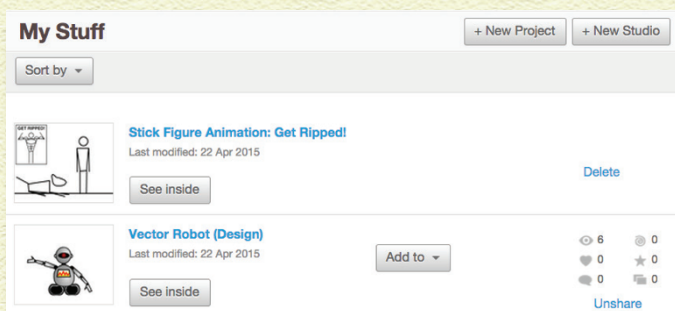 My Stuff
+ New Project
+ New Studio
Sort by
GET RIPPED!
Stick Figure Animation: Get Ripped!
Last modified: 22 Apr 2015
See inside
Delete
Vector Robot (Design)
Last modified: 22 Apr 2015
See inside
Add to
6 0
0 0
0 0
Unshare